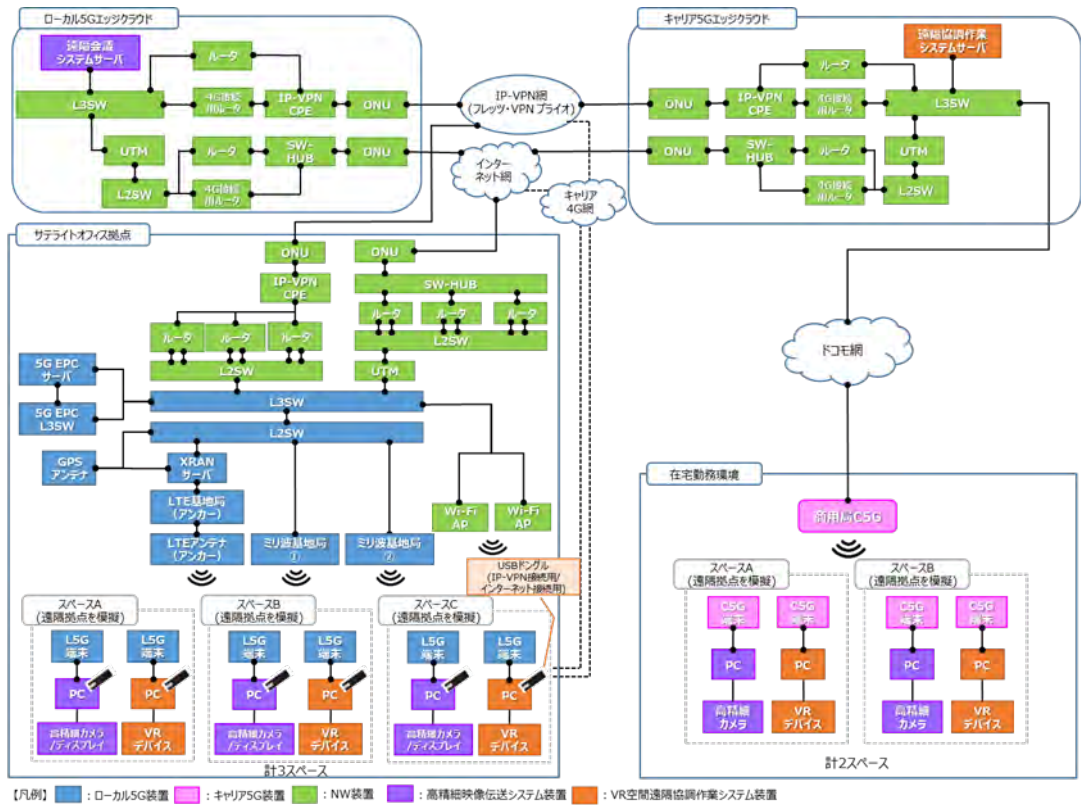 ローカル5Gエッジクラウド
遠隔会議
システムサーバ
ルータ
L3SW
4G接続
用ルータ
IP-VPN
CPE
ONU
UTM
ルータ
SW-
HUB
ONU
L2SW
4G接続
用ルータ
IP-VPN網
(フレッツ・VPN プライオ)
インター
ネット網
キャリア
4G網
キャリア5Gエッジクラウド
遠隔協調作業
システムサーバ
ルータ
ONU
IP-VPN
CPE
4G接続
用ルータ
L3SW
ONU
SW-
HUB
ルータ
UTM
4G接続
用ルータ
L2SW
サテライトオフィス拠点
ONU
ONU
IP-VPN
CPE
SW-HUB
ルータ
ルータ
ルータ
ルータ
ルータ
ルータ
L2SW
L2SW
UTM
5G EPC
サーバ
L3SW
5G EPC
L3SW
L2SW
GPS
アンテナ
XRAN
サーバ
LTE基地局
(アンカー)
Wi-Fi
AP
Wi-Fi
AP
LTEアンテナ
(アンカー)
ミリ波基地局
①
ミリ波基地局
②
USBドングル
(IP-VPN接続用/
インターネット接続用)
スペースA
(遠隔拠点を模擬)
L5G
端末
L5G
端末
PC
PC
高精細カメラ
/ディスプレイ
VR
デバイス
スペースB
(遠隔拠点を模擬)
L5G
端末
L5G
端末
PC
PC
高精細カメラ
/ディスプレイ
VR
デバイス
スペースC
(遠隔拠点を模擬)
L5G
端末
L5G
端末
PC
PC
高精細カメラ
/ディスプレイ
VR
デバイス
計3スペース
ドコモ網
在宅勤務環境
商用局C5G
スペースA
(遠隔拠点を模擬)
C5G
端末
C5G
端末
PC
PC
高精細
カメラ
VR
デバイス
スペースB
(遠隔拠点を模擬)
C5G
端末
C5G
端末
PC
PC
高精細
カメラ
VR
デバイス
計2スペース
【凡例】 :ローカル5G装置 :キャリア5G装置 :NW装置 :高精細映像伝送システム装置 :VR空間遠隔協調作業システム装置